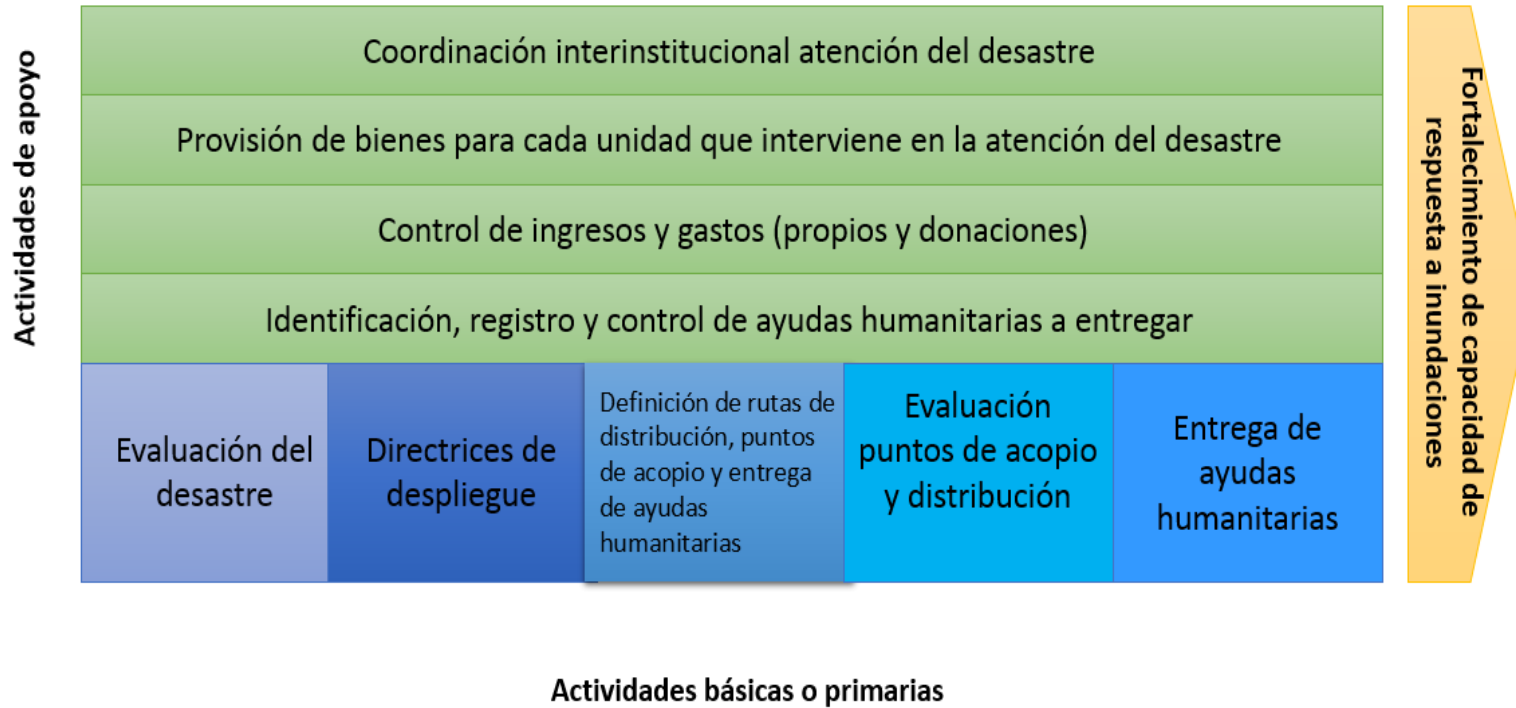 Actividades de apoyo
Coordinación interinstitucional atención del desastre
Provisión de bienes para cada unidad que interviene en la atención del desastre
Control de ingresos y gastos (propios y donaciones)
Identificación, registro y control de ayudas humanitarias a entregar
Evaluación del
desastre
Directrices de
despliegue
Definición de rutas de
distribución, puntos
de acopio y entrega
de ayudas
humanitarias
Evaluación
puntos de acopio
y distribución
Entrega de
ayudas
humanitarias
Fortalecimiento de capacidad de
respuesta a inundaciones
Actividades básicas o primarias